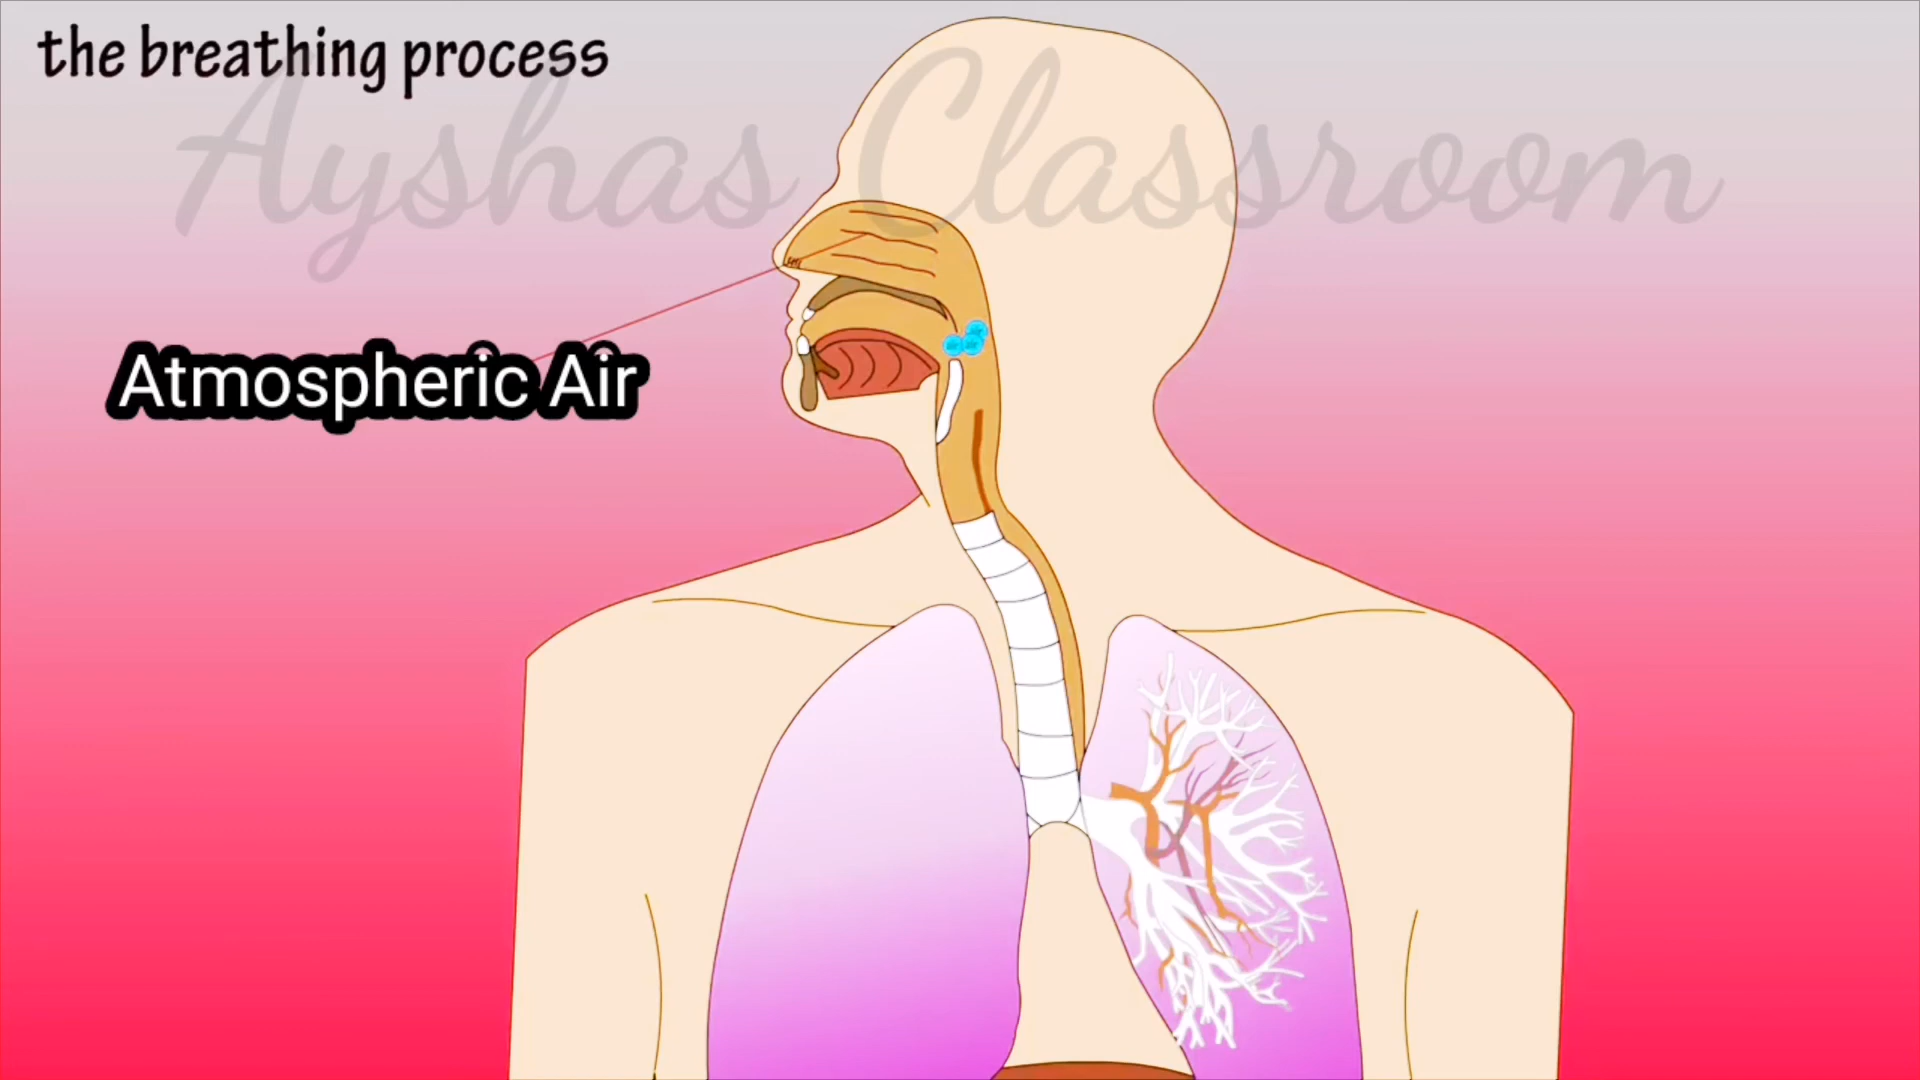 the breathing process
Ayshas Classroom
Atmospheric Air